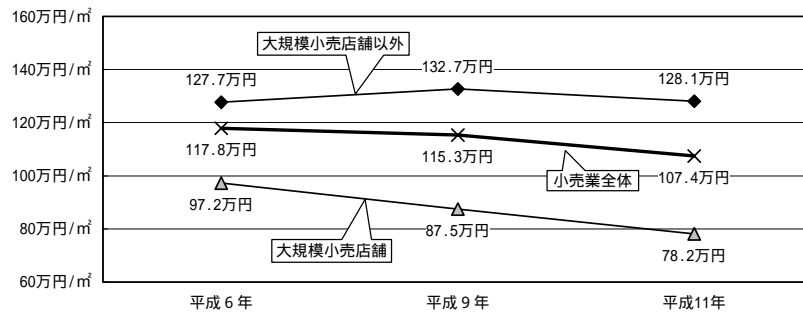 160万円/㎡
大規模小売店舗以外
140万円/㎡
127.7万円
132.7万円
128.1万円
120万円/㎡
117.8万円
115.3万円
107.4万円
100万円/㎡
小売業全体
97.2万円
87.5万円
78.2万円
80万円/㎡
大規模小売店舗
60万円/㎡
平成6年
平成9年
平成11年